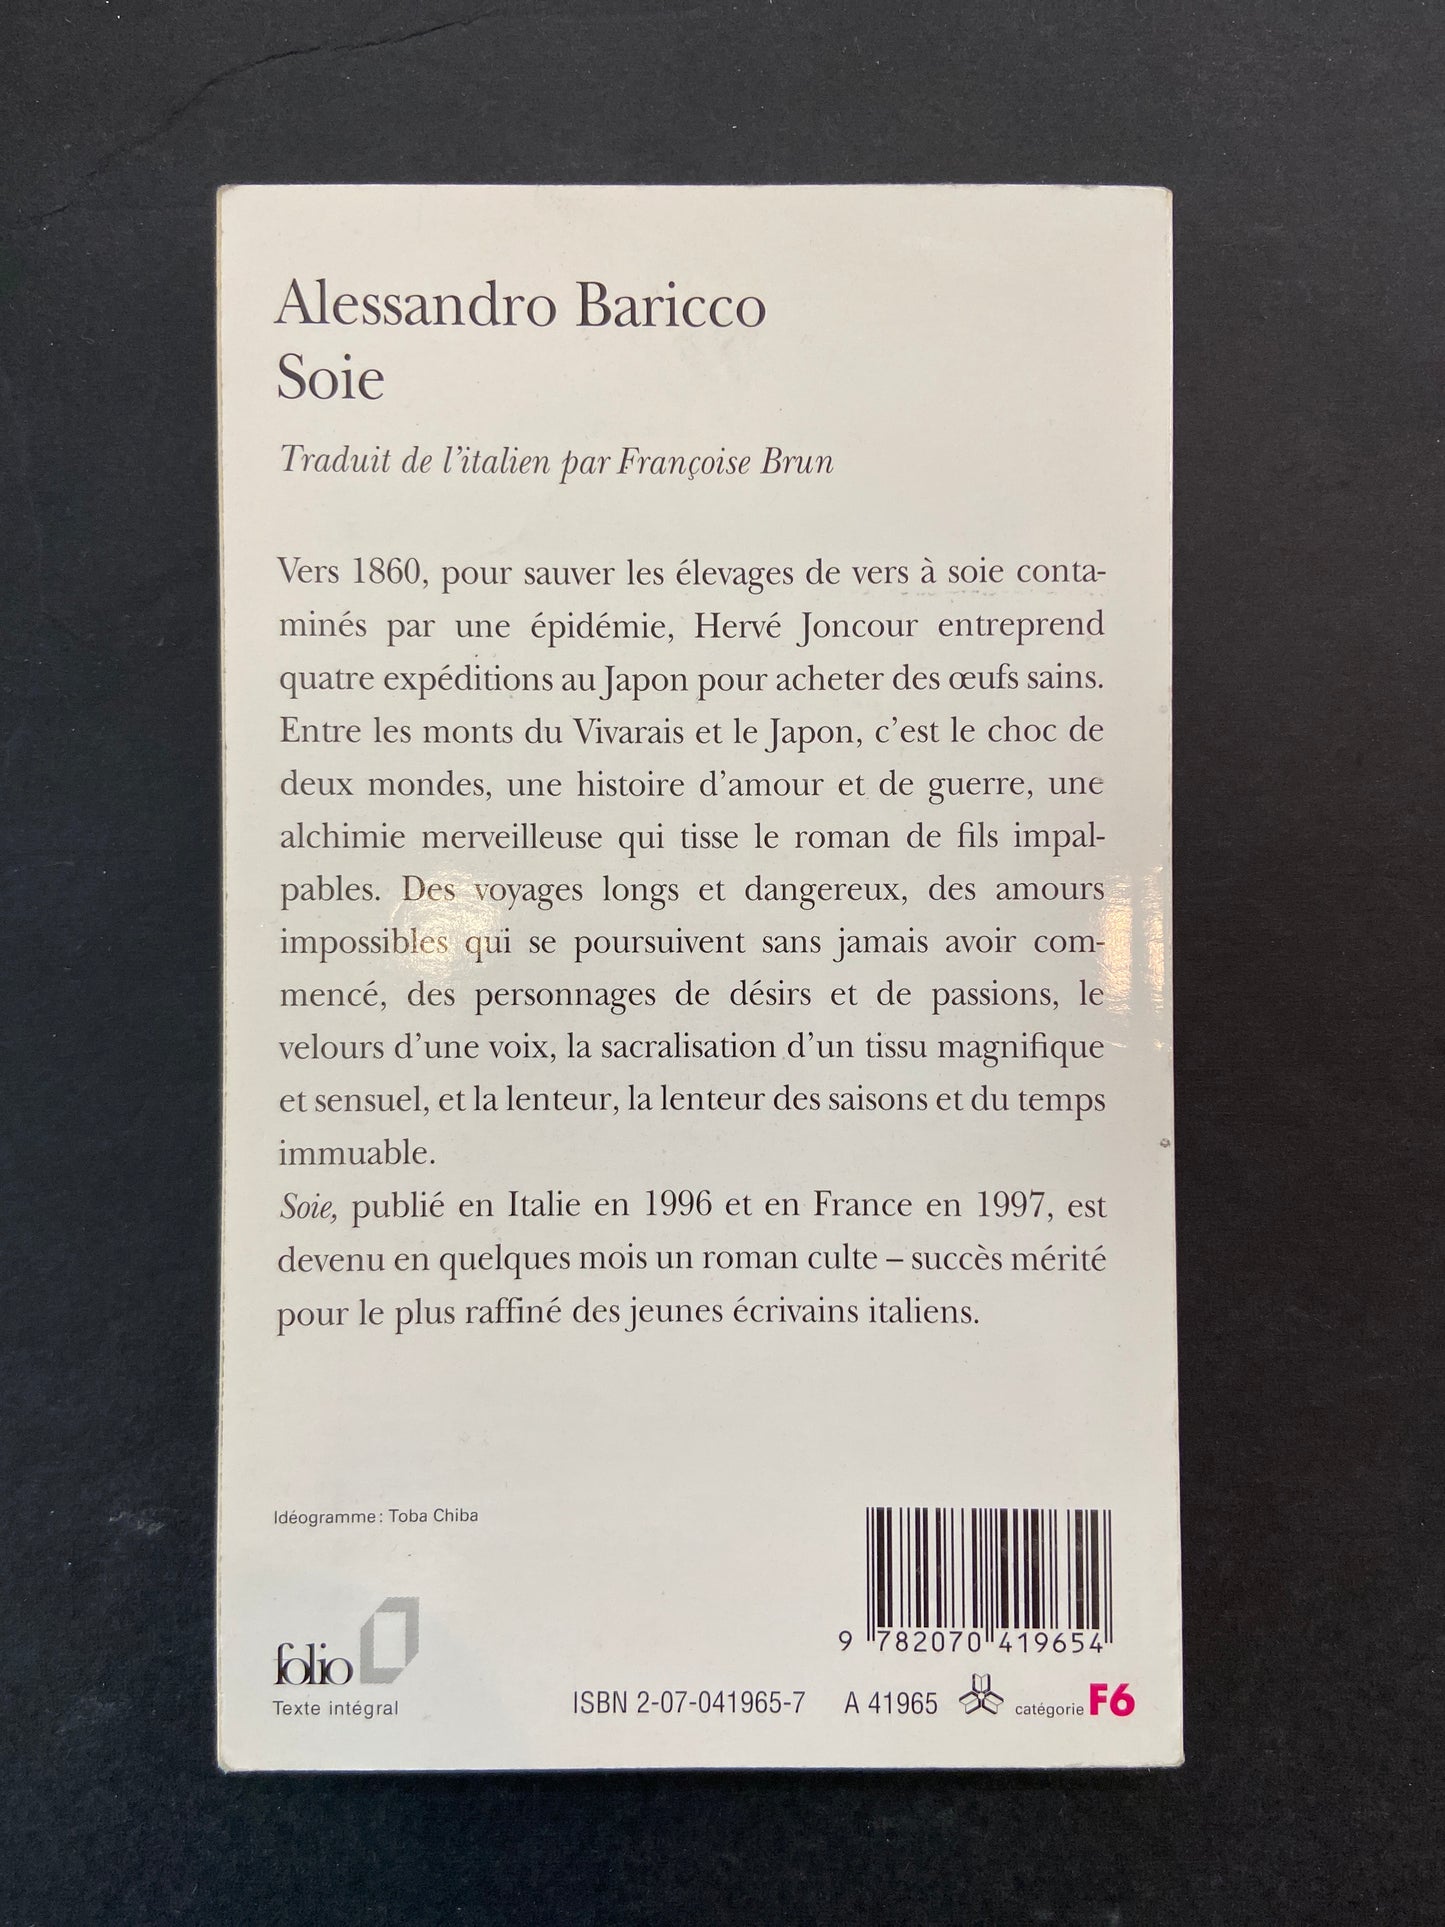 Alessandro Baricco
Soie
Traduit de l'italien par Françoise Brun
Vers 1860, pour sauver les élevages de vers à soie conta-
minés par une épidémie, Hervé Joncour entreprend
quatre expéditions au Japon pour acheter des œufs sains.
Entre les monts du Vivarais et le Japon, c'est le choc de
deux mondes, une histoire d'amour et de guerre, une
alchimie merveilleuse qui tisse le roman de fils impal-
pables. Des voyages longs et dangereux, des amours
impossibles qui se poursuivent sans jamais avoir com-
mencé, des personnages de désirs et de passions, le
velours d'une voix, la sacralisation d'un tissu magnifique
et sensuel, et la lenteur, la lenteur des saisons et du temps
immuable.
Soie, publié en Italie en 1996 et en France en 1997, est
devenu en quelques mois un roman culte – succès mérité
pour le plus raffiné des jeunes écrivains italiens.
Idéogramme : Toba Chiba
9 782070 419654
folio
Texte intégral
ISBN 2-07-041965-7 A 41965 catégorie F6